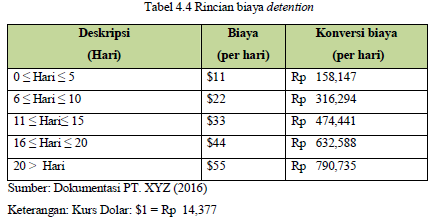 Tabel 4.4 Rincian biaya detention
Deskripsi (Hari) Biaya (per hari) Konversi biaya (per hari)
0 ≤ Hari ≤ 5 $11 Rp 158,147
6 ≤ Hari ≤ 10 $22 Rp 316,294
11 ≤ Hari≤ 15 $33 Rp 474,441
16 ≤ Hari ≤ 20 $44 Rp 632,588
20 > Hari $55 Rp 790,735
Sumber: Dokumentasi PT. XYZ (2016)
Keterangan: Kurs Dolar: $1 = Rp 14,377